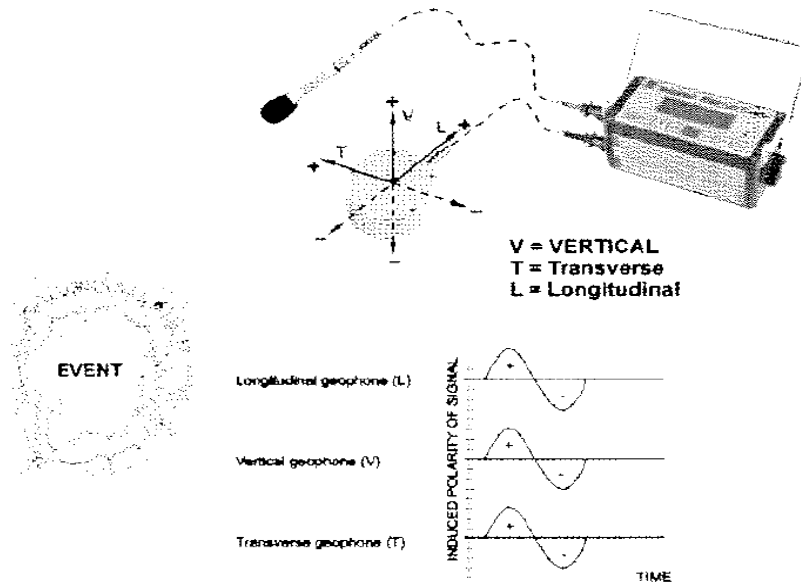 +
V
L
+
T
+
-
-
-
V = VERTICAL
T = Transverse
L = Longitudinal
EVENT
Longitudinal geophone (L)
Vertical geophone (V)
Transverse geophone (T)
INDUCED POLARITY OF SIGNAL
+
-
+
-
+
-
TIME